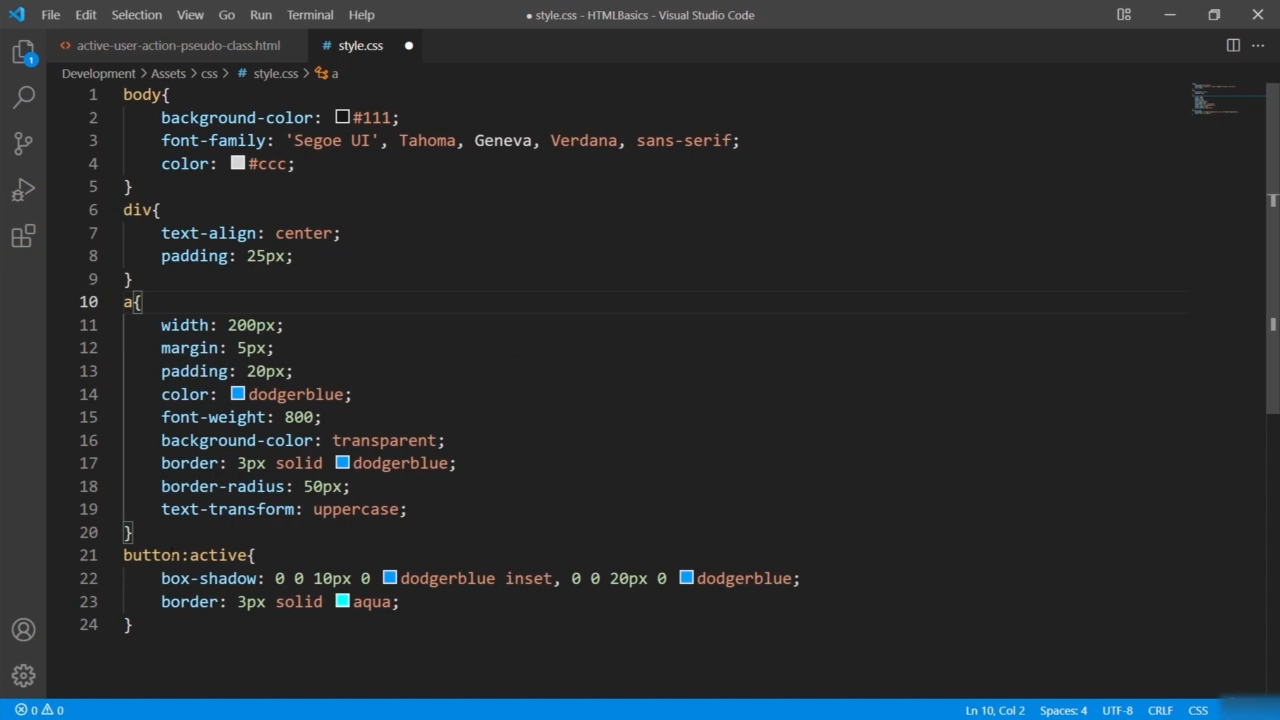 File Edit Selection View Go Run Terminal Help ● style.css - HTMLBasics - Visual Studio Code
1
<> active-user-action-pseudo-class.html # style.css ●
Development > Assets > css > # style.css > a
1 body{
2 background-color: #111;
3 font-family: 'Segoe UI', Tahoma, Geneva, Verdana, sans-serif;
4 color: #ccc;
5 }
6 div{
7 text-align: center;
8 padding: 25px;
9 }
10 a{
11 width: 200px;
12 margin: 5px;
13 padding: 20px;
14 color: dodgerblue;
15 font-weight: 800;
16 background-color: transparent;
17 border: 3px solid dodgerblue;
18 border-radius: 50px;
19 text-transform: uppercase;
20 }
21 button:active{
22 box-shadow: 0 0 10px 0 dodgerblue inset, 0 0 20px 0 dodgerblue;
23 border: 3px solid aqua;
24 }
0 0 Ln 10, Col 2 Spaces: 4 UTF-8 CRLF CSS